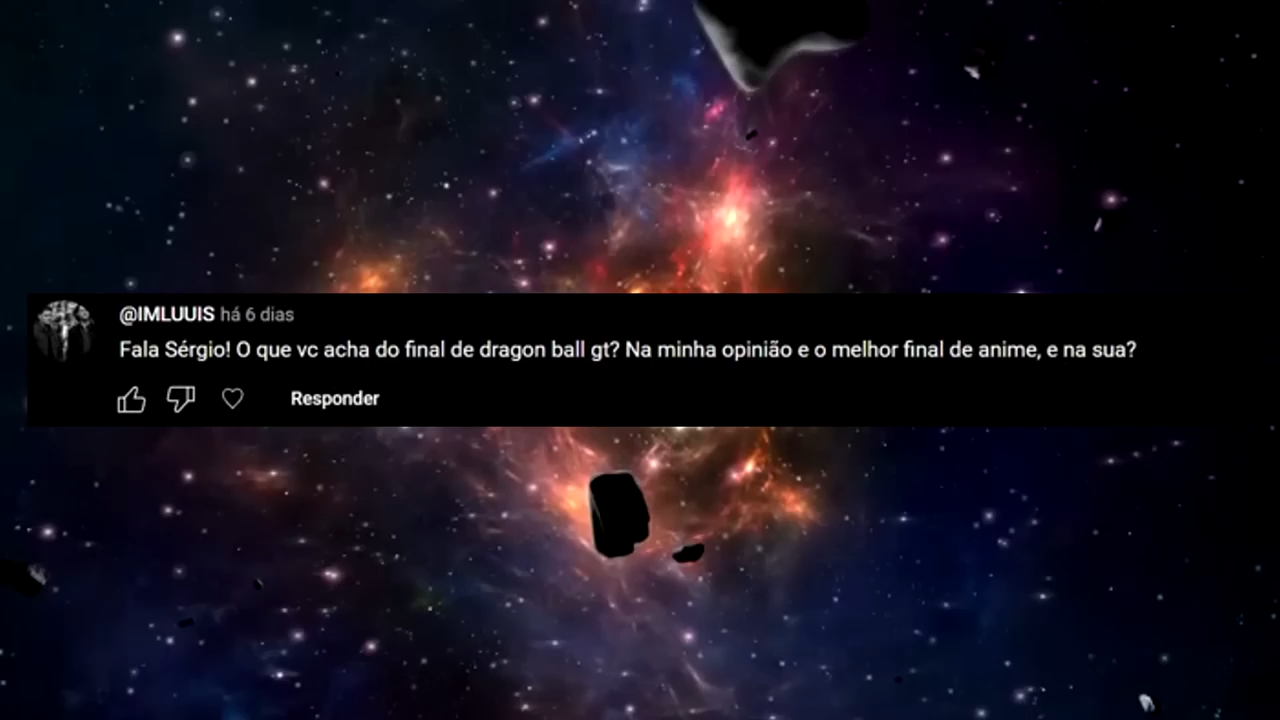 @IMLUUIS há 6 dias
Fala Sérgio! O que vc acha do final de dragon ball gt? Na minha opinião e o melhor final de anime, e na sua?
Responder